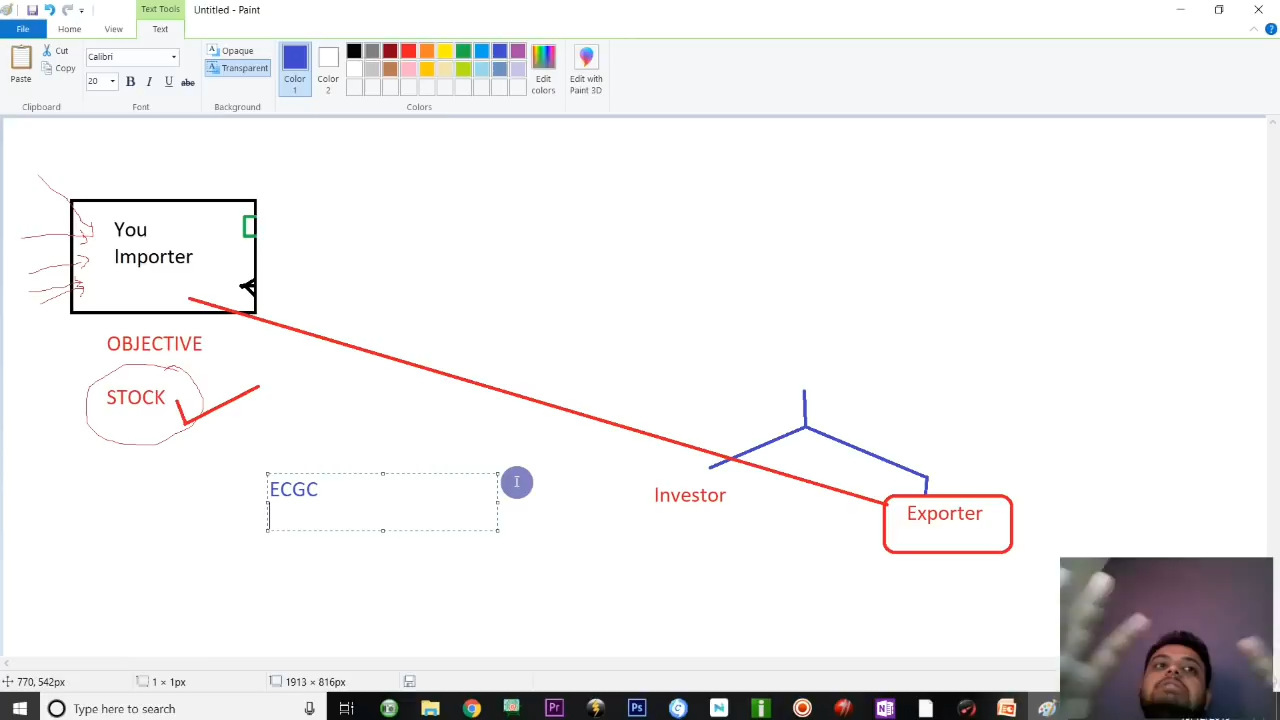 Text Tools
Untitled - Paint
File
Home
View
Text
Paste
Cut
Copy
Clipboard
Calibri
20
B I U abc
Font
Opaque
Transparent
Background
Color
1
Color
2
Edit
colors
Colors
Edit with
Paint 3D
You
Importer
OBJECTIVE
STOCK
ECGC
Investor
Exporter
770, 542px
1 × 1px
1913 × 816px
Type here to search